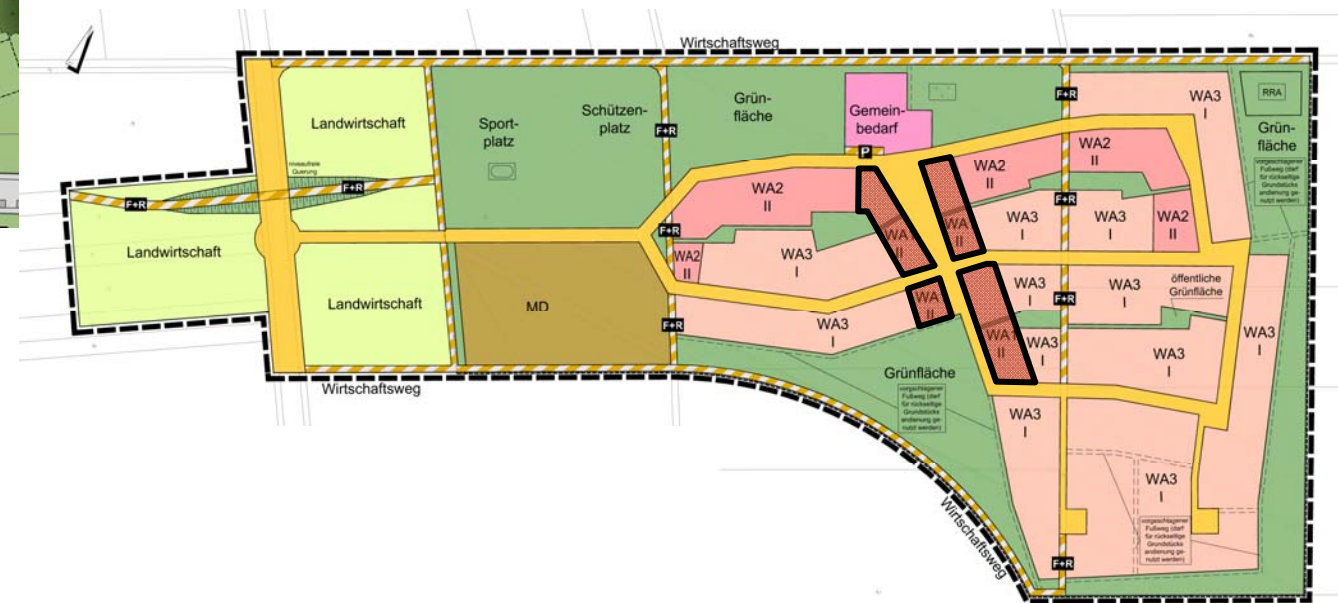 Wirtschaftsweg
Landwirtschaft
Sport-
platz
Schützen-
platz
F+R
Grün-
fläche
Gemein-
bedarf
P
F+R
WA3
I
RRA
Grün-
fläche
vorgeschlagener
Fußweg (darf
für rückseitige
Grundstücks
andienung ge-
nutzt werden)
niveaufreie
Querung
F+R
F+R
Landwirtschaft
Landwirtschaft
MD
F+R
WA2
II
WA2
II
WA2
II
WA2
II
F+R
WA2
II
WA3
I
WA3
I
WA3
I
WA1
II
WA1
II
WA1
II
WA1
II
F+R
WA3
I
F+R
WA3
I
WA3
I
öffentliche
Grünfläche
WA3
I
WA3
I
WA3
I
WA3
I
Grünfläche
vorgeschlagener
Fußweg (darf
für rückseitige
Grundstücks
andienung ge-
nutzt werden)
Wirtschaftsweg
WA3
I
WA3
I
vorgeschlagener
Fußweg (darf
für rückseitige
Grundstücks
andienung ge-
nutzt werden)
Wirtschaftsweg
F+R